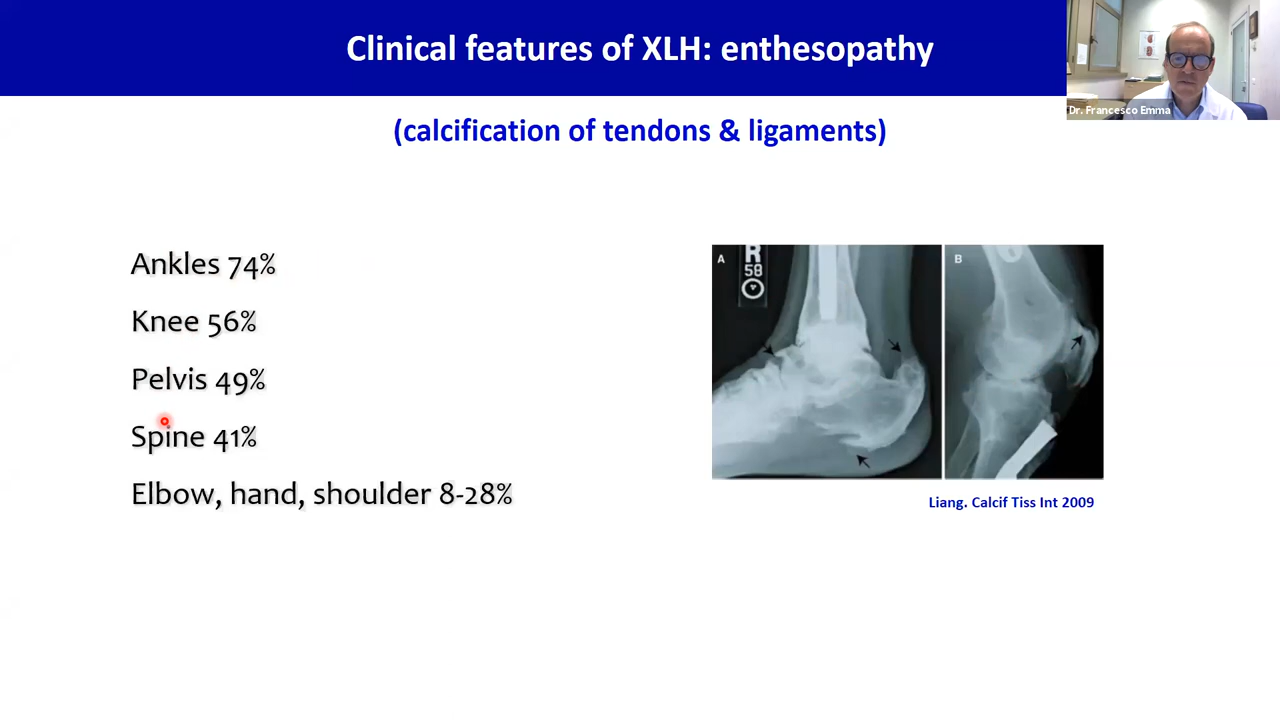 Clinical features of XLH: enthesopathy
Dr. Francesco Emma
(calcification of tendons & ligaments)
Ankles 74%
Knee 56%
Pelvis 49%
Spine 41%
Elbow, hand, shoulder 8-28%
A
R
58
B
Liang. Calcif Tiss Int 2009